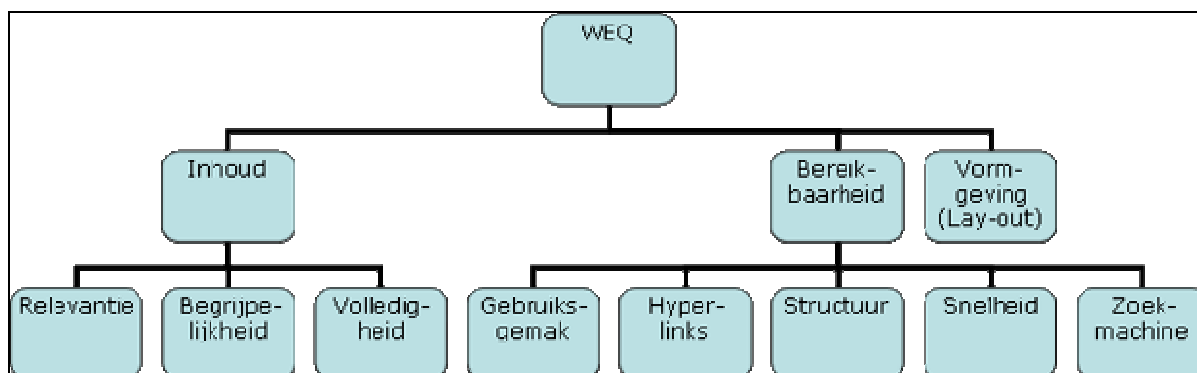 WEQ
Inhoud
Bereik-
baarheid
Vorm-
geving
(Lay-out)
Relevantie
Begrijpe-
lijkheid
Volledig-
heid
Gebruiks-
gemak
Hyper-
links
Structuur
Snelheid
Zoek-
machine